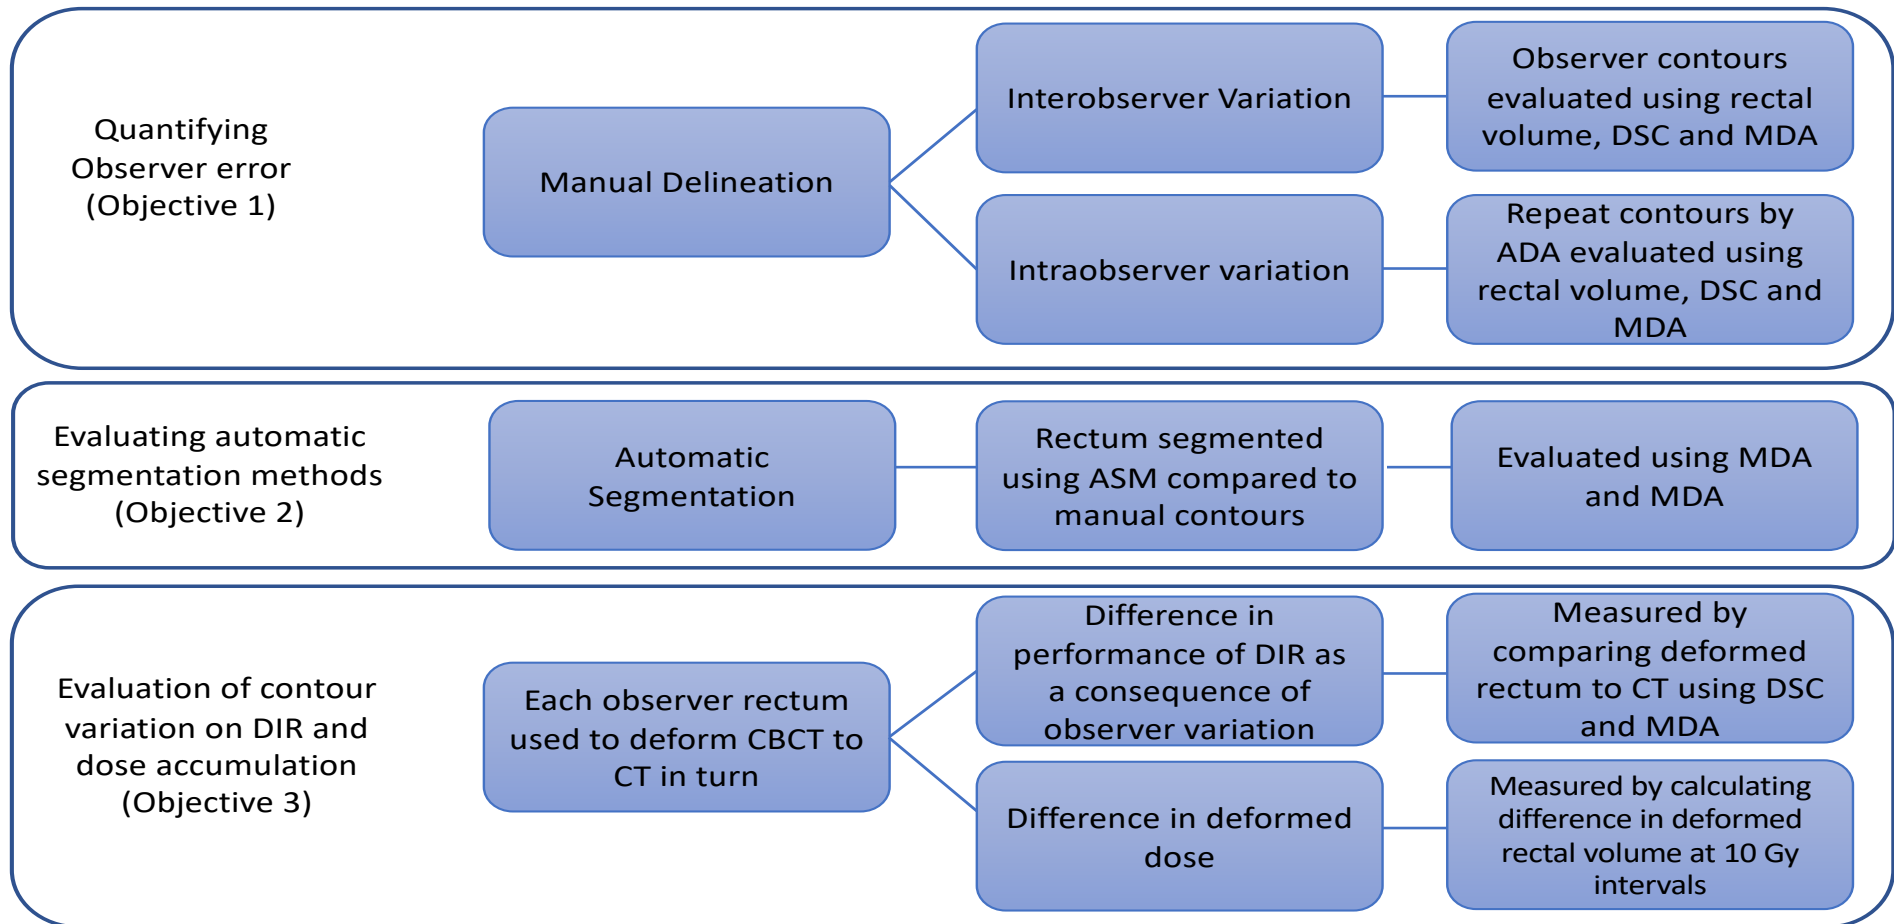 Quantifying
Observer error
(Objective 1)
Manual Delineation
Interobserver Variation
Observer contours
evaluated using rectal
volume, DSC and MDA
Intraobserver variation
Repeat contours by
ADA evaluated using
rectal volume, DSC and
MDA
Evaluating automatic
segmentation methods
(Objective 2)
Automatic
Segmentation
Rectum segmented
using ASM compared to
manual contours
Evaluated using MDA
and MDA
Evaluation of contour
variation on DIR and
dose accumulation
(Objective 3)
Each observer rectum
used to deform CBCT to
CT in turn
Difference in
performance of DIR as
a consequence of
observer variation
Measured by
comparing deformed
rectum to CT using DSC
and MDA
Difference in deformed
dose
Measured by calculating
difference in deformed
rectal volume at 10 Gy
intervals